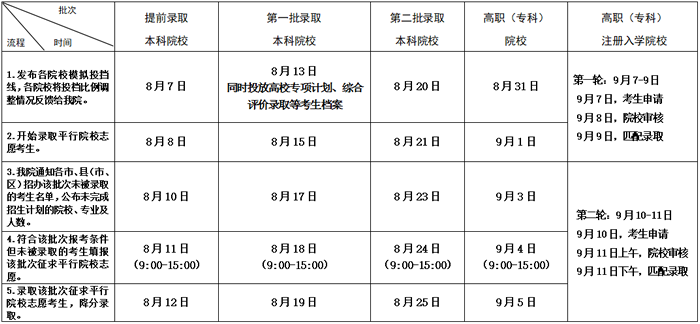 批次
流程 时间
提前录取
本科院校
第一批录取
本科院校
第二批录取
本科院校
高职（专科）
院校
高职（专科）
注册入学院校
1.发布各院校模拟投档
线，各院校将投档比例调
整情况反馈给我院。
8月7日
8月13日
同时投放高校专项计划、综合
评价录取等考生档案
8月20日
8月31日
第一轮：9月7-9日
9月7日，考生申请
9月8日，院校审核
9月9日，匹配录取
2.开始录取平行院校志
愿考生。
8月8日
8月15日
8月21日
9月1日
3.我院通知各市、县（市、
区）招办该批次未被录取
的考生名单，公布未完成
招生计划的院校、专业及
人数。
8月10日
8月17日
8月23日
9月3日
第二轮：9月10-11日
9月10日，考生申请
9月11日上午，院校审核
9月11日下午，匹配录取
4.符合该批次报考条件
但未被录取的考生填报
该批次征求平行院校志
愿。
8月11日
（9:00-15:00）
8月18日
（9:00-15:00）
8月24日
（9:00-15:00）
9月4日
（9:00-15:00）
5.录取该批次征求平行
院校志愿考生，降分录
取。
8月12日
8月19日
8月25日
9月5日